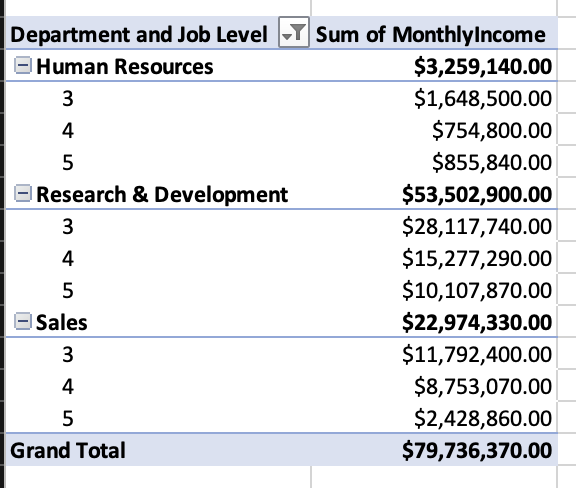 Department and Job Level Sum of MonthlyIncome
Human Resources $3,259,140.00
3 $1,648,500.00
4 $754,800.00
5 $855,840.00
Research & Development $53,502,900.00
3 $28,117,740.00
4 $15,277,290.00
5 $10,107,870.00
Sales $22,974,330.00
3 $11,792,400.00
4 $8,753,070.00
5 $2,428,860.00
Grand Total $79,736,370.00